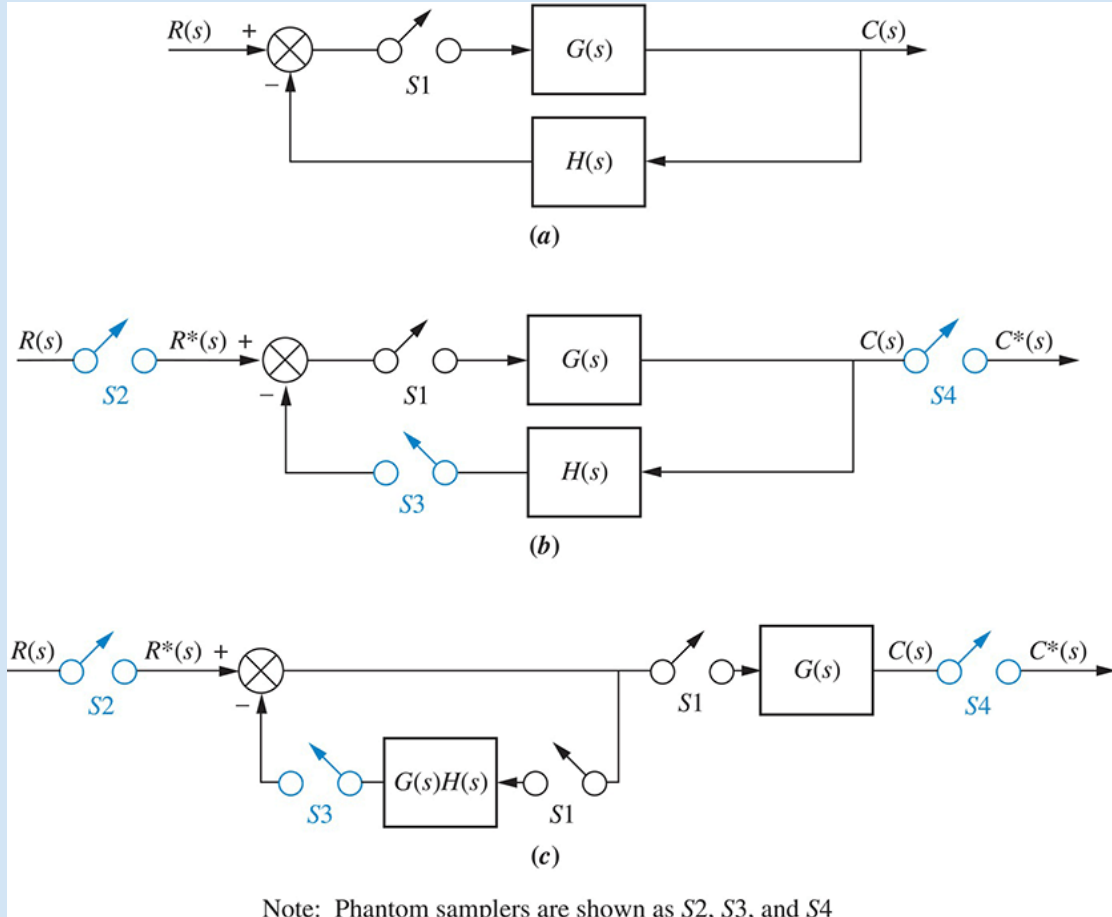 R(s) + C(s)
G(s)
− S1
H(s)
(a)
R(s) R*(s) + C(s) C*(s)
G(s)
S2 − S1 S4
H(s)
S3
(b)
R(s) R*(s) + C(s) C*(s)
G(s)
S2 − S1 S4
G(s)H(s)
S3 S1
(c)
Note: Phantom samplers are shown as S2, S3, and S4